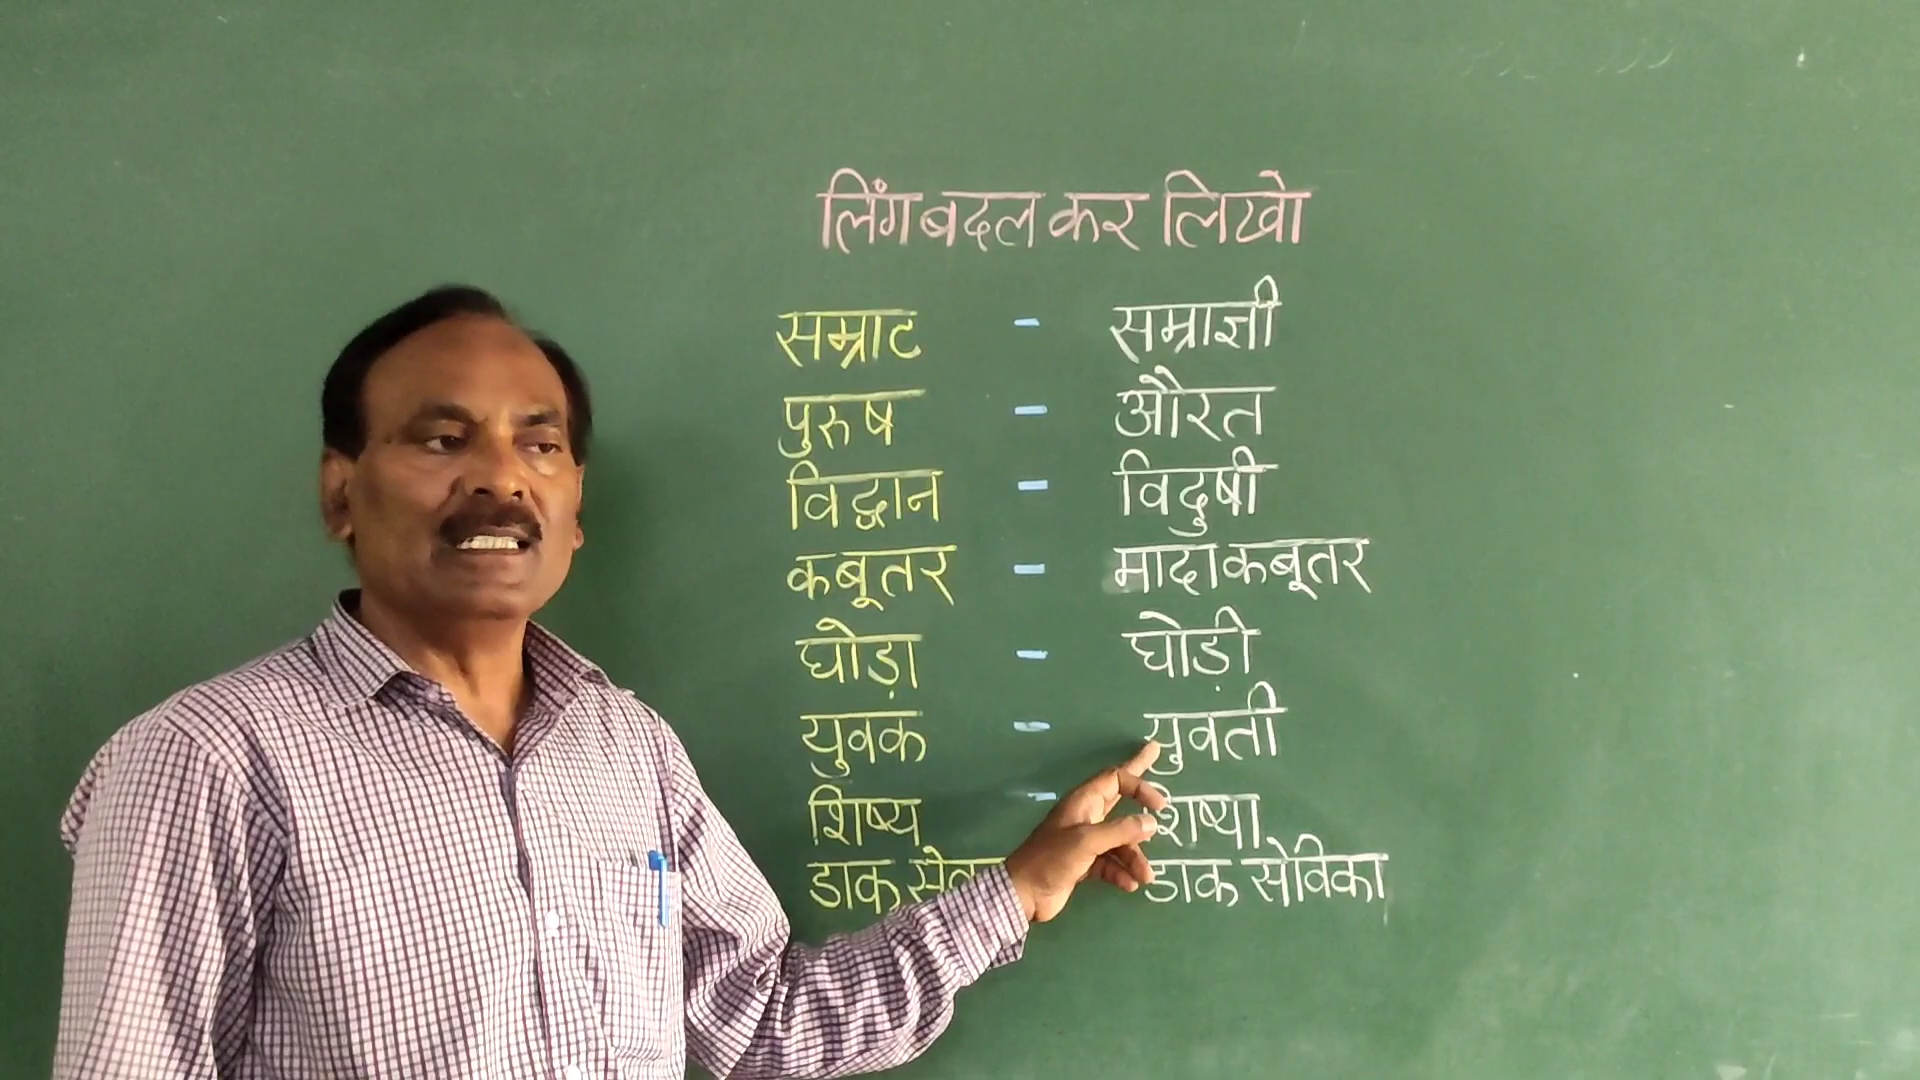 लिंग बदल कर लिखो
सम्राट - सम्राज्ञी
पुरुष - औरत
विद्वान - विदुषी
कबूतर - मादा कबूतर
घोड़ा - घोड़ी
युवक - युवती
शिष्य - शिष्या
डाक डाक सेविका